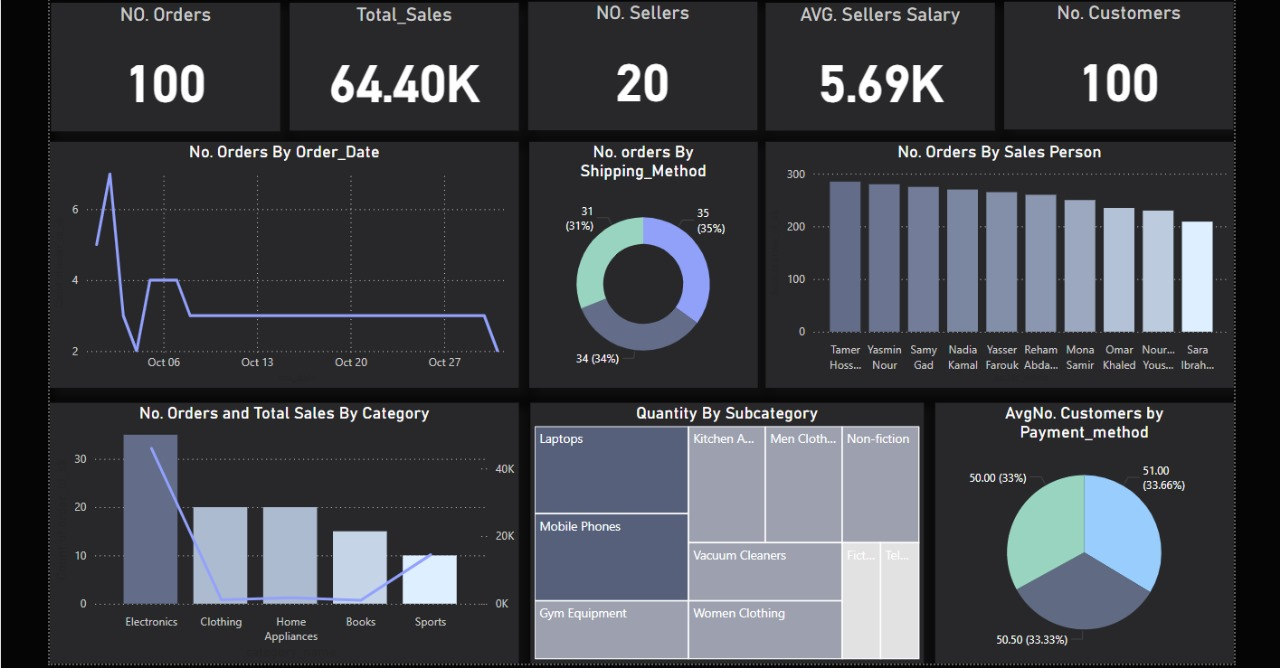 NO. Orders
100
Total_Sales
64.40K
NO. Sellers
20
AVG. Sellers Salary
5.69K
No. Customers
100
No. Orders By Order_Date
6
4
2
Oct 06
Oct 13
Oct 20
Oct 27
No. orders By
Shipping_Method
31
(31%)
35
(35%)
34 (34%)
No. Orders By Sales Person
300
200
100
0
Tamer
Hoss...
Yasmin
Nour
Samy
Gad
Nadia
Kamal
Yasser
Farouk
Reham
Abda...
Mona
Samir
Omar
Khaled
Nour...
Yous...
Sara
Ibrah...
No. Orders and Total Sales By Category
30
20
10
0
40K
20K
0K
Electronics
Clothing
Home
Appliances
Books
Sports
Quantity By Subcategory
Laptops
Mobile Phones
Gym Equipment
Kitchen A...
Men Cloth...
Non-fiction
Vacuum Cleaners
Women Clothing
Fict...
Tel...
AvgNo. Customers by
Payment_method
50.00 (33%)
51.00
(33.66%)
50.50 (33.33%)